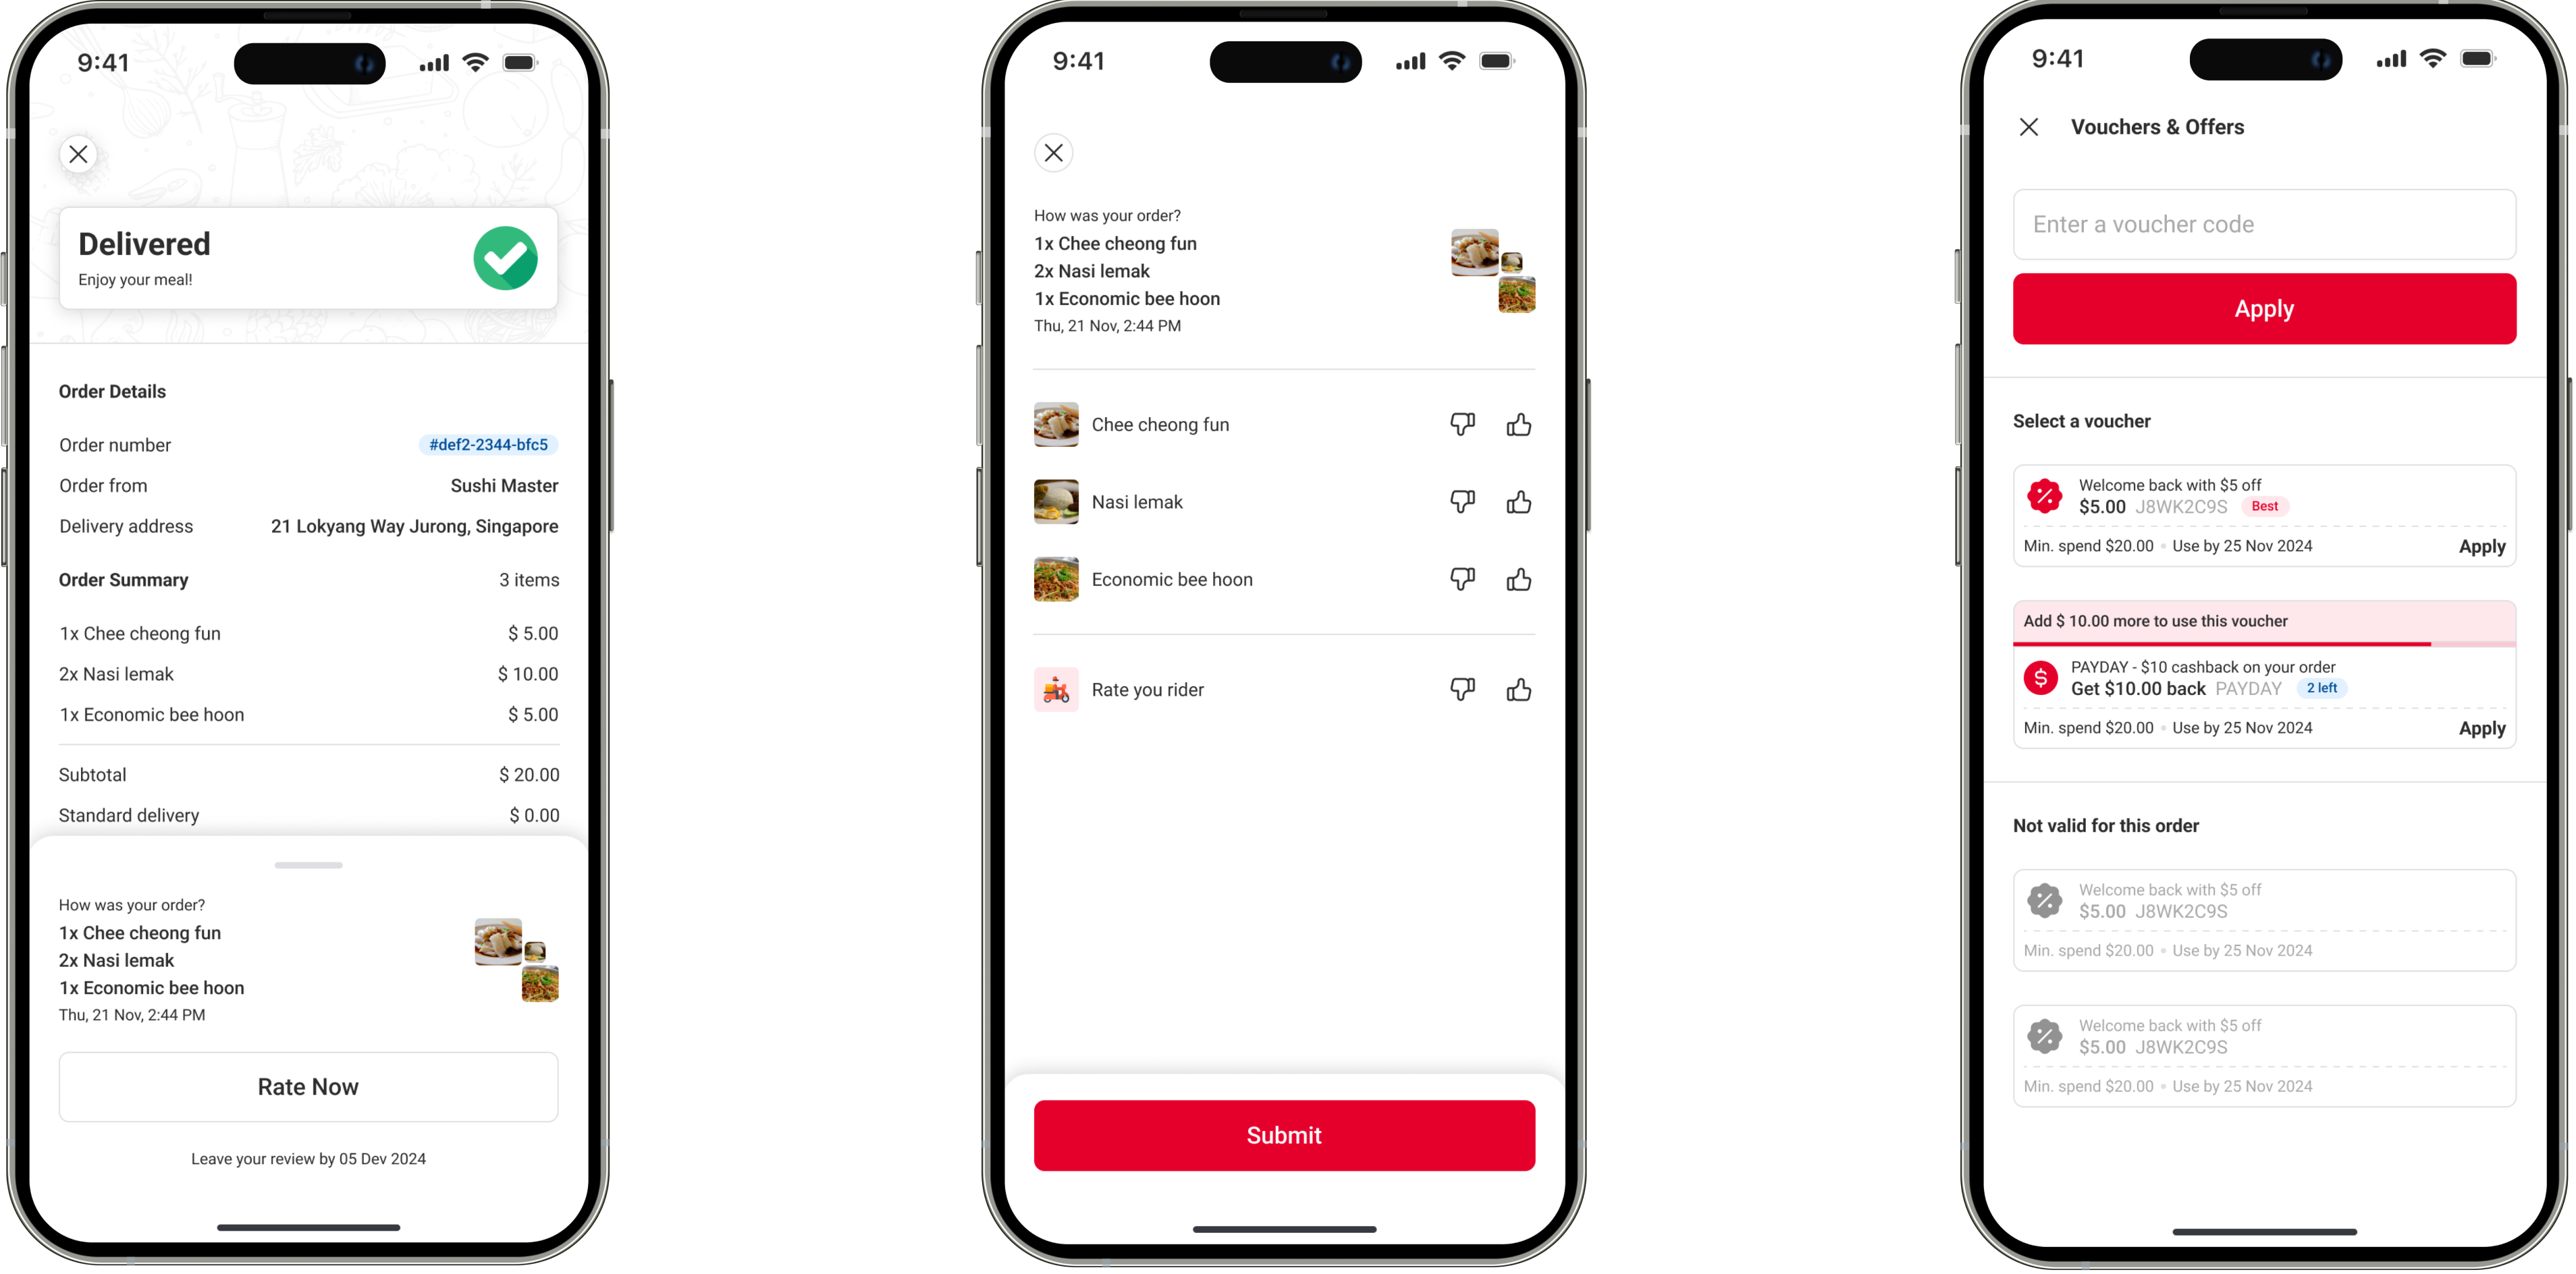 9:41
Delivered
Enjoy your meal!
Order Details
Order number #def2-2344-bfc5
Order from Sushi Master
Delivery address 21 Lokyang Way Jurong, Singapore
Order Summary 3 items
1x Chee cheong fun $ 5.00
2x Nasi lemak $ 10.00
1x Economic bee hoon $ 5.00
Subtotal $ 20.00
Standard delivery $ 0.00
How was your order?
1x Chee cheong fun
2x Nasi lemak
1x Economic bee hoon
Thu, 21 Nov, 2:44 PM
Rate Now
Leave your review by 05 Dev 2024
9:41
How was your order?
1x Chee cheong fun
2x Nasi lemak
1x Economic bee hoon
Thu, 21 Nov, 2:44 PM
Chee cheong fun
Nasi lemak
Economic bee hoon
Rate you rider
Submit
9:41
Vouchers & Offers
Enter a voucher code
Apply
Select a voucher
Welcome back with $5 off
$5.00 J8WK2C9S Best
Min. spend $20.00 • Use by 25 Nov 2024 Apply
Add $ 10.00 more to use this voucher
PAYDAY - $10 cashback on your order
Get $10.00 back PAYDAY 2 left
Min. spend $20.00 • Use by 25 Nov 2024 Apply
Not valid for this order
Welcome back with $5 off
$5.00 J8WK2C9S
Min. spend $20.00 • Use by 25 Nov 2024
Welcome back with $5 off
$5.00 J8WK2C9S
Min. spend $20.00 • Use by 25 Nov 2024